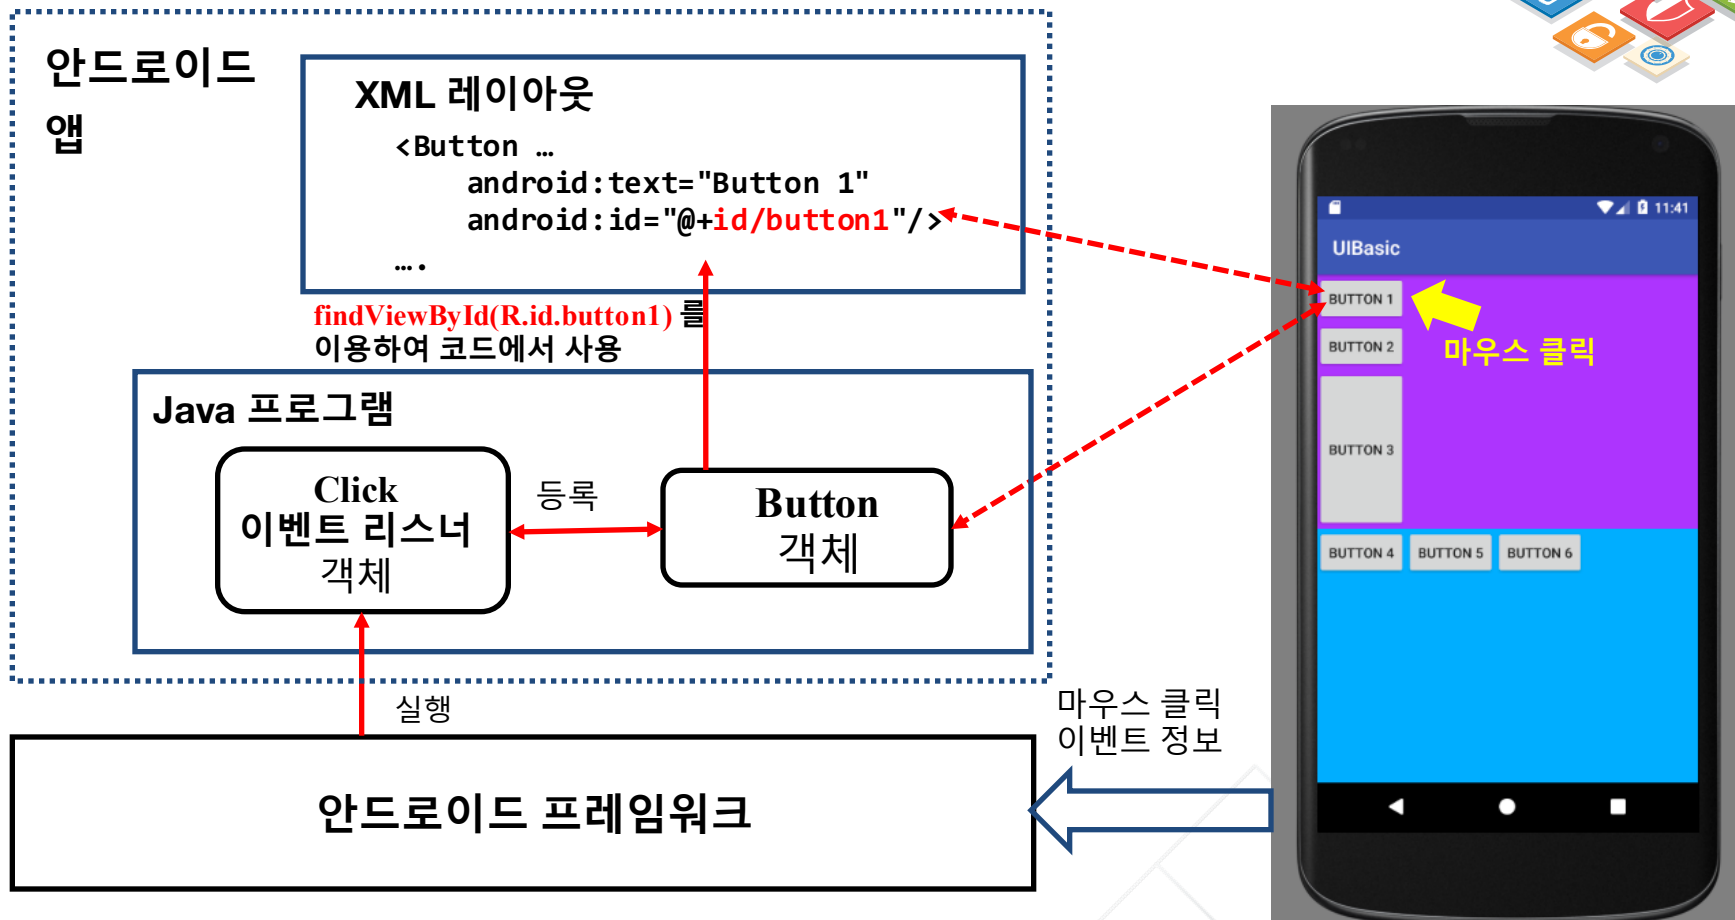 안드로이드
앱
XML 레이아웃
<Button …
android:text="Button 1"
android:id="@+id/button1"/>
….
findViewById(R.id.button1) 를
이용하여 코드에서 사용
Java 프로그램
Click
이벤트 리스너
객체
등록
Button
객체
실행
안드로이드 프레임워크
마우스 클릭
이벤트 정보
11:41
UIBasic
BUTTON 1
마우스 클릭
BUTTON 2
BUTTON 3
BUTTON 4 BUTTON 5 BUTTON 6